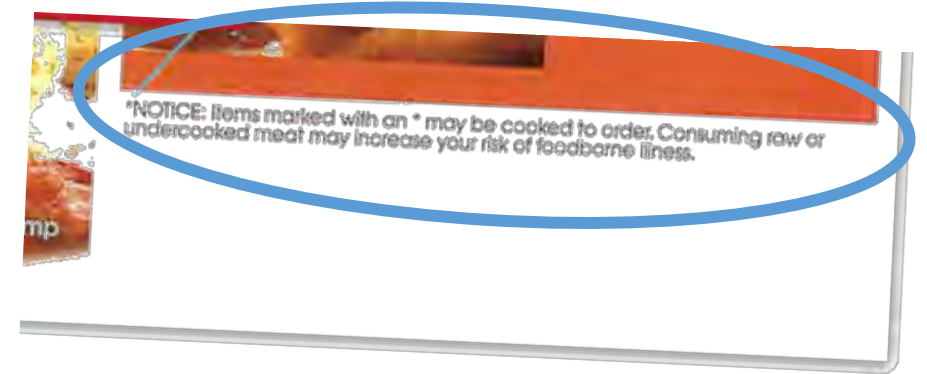 *NOTICE: Items marked with an * may be cooked to order. Consuming raw or
undercooked meat may increase your risk of foodborne illness.
mp